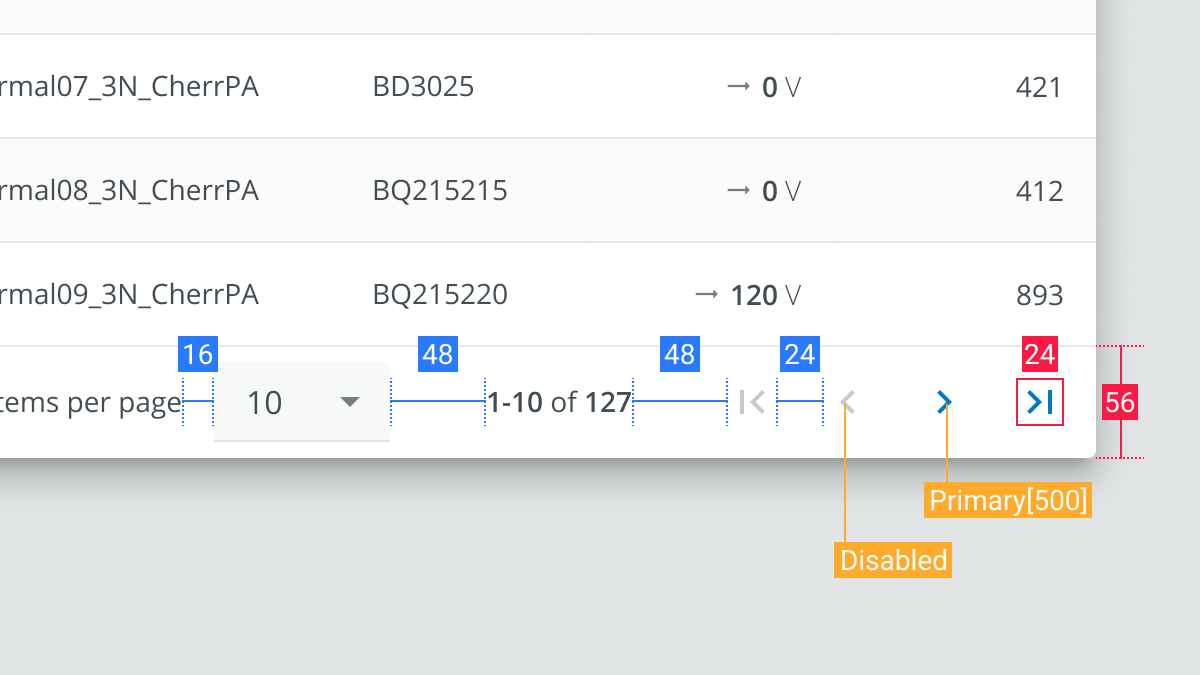 rmal07_3N_CherrPA BD3025 → 0 V 421
rmal08_3N_CherrPA BQ215215 → 0 V 412
rmal09_3N_CherrPA BQ215220 → 120 V 893
16 48 48 24 24
tems per page 10 1-10 of 127 56
Primary[500]
Disabled